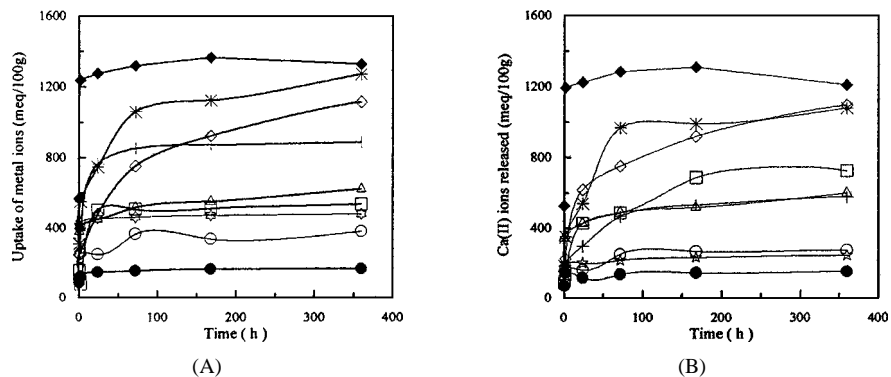 1600
1200
800
400
0
Uptake of metal ions (meq/100g)
0 100 200 300 400
Time ( h )
(A)
1600
1200
800
400
0
Ca(II) ions released (meq/100g)
0 100 200 300 400
Time ( h )
(B)